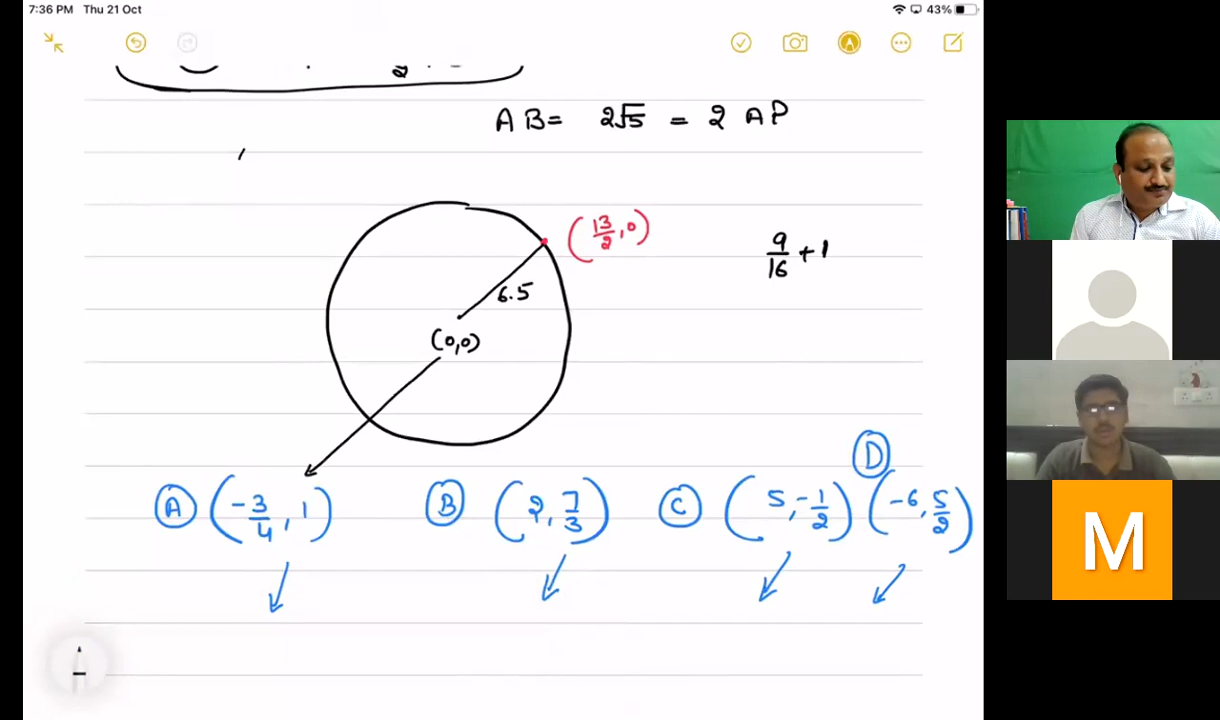 7:36 PM Thu 21 Oct
43%
AB = 2√5 = 2 AP
(13/2, 0)
9/16 + 1
6.5
(0,0)
D
A (-3/4, 1) B (2, 7/3) C (5, -1/2) (-6, 5/2)
M